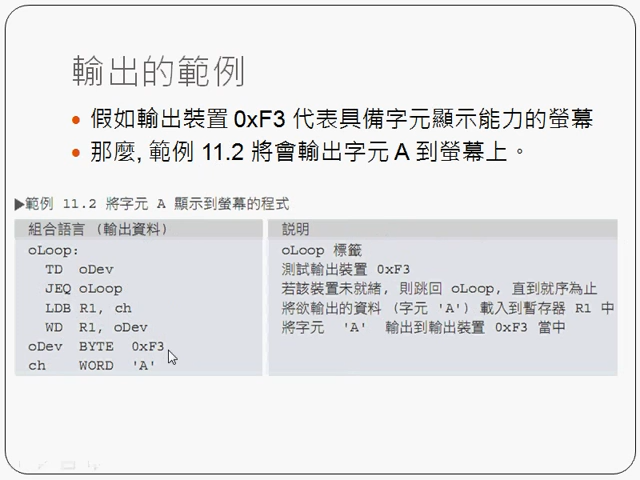 輸出的範例
假如輸出裝置 0xF3 代表具備字元顯示能力的螢幕
那麼, 範例 11.2 將會輸出字元 A 到螢幕上。
▶範例 11.2 將字元 A 顯示到螢幕的程式
組合語言 (輸出資料) 説明
oLoop: oLoop 標籤
TD oDev 測試輸出裝置 0xF3
JEQ oLoop 若該裝置未就緒, 則跳回 oLoop, 直到就序為止
LDB R1, ch 將欲輸出的資料 (字元 'A') 載入到暫存器 R1 中
WD R1, oDev 將字元 'A' 輸出到輸出裝置 0xF3 當中
oDev BYTE 0xF3
ch WORD 'A'